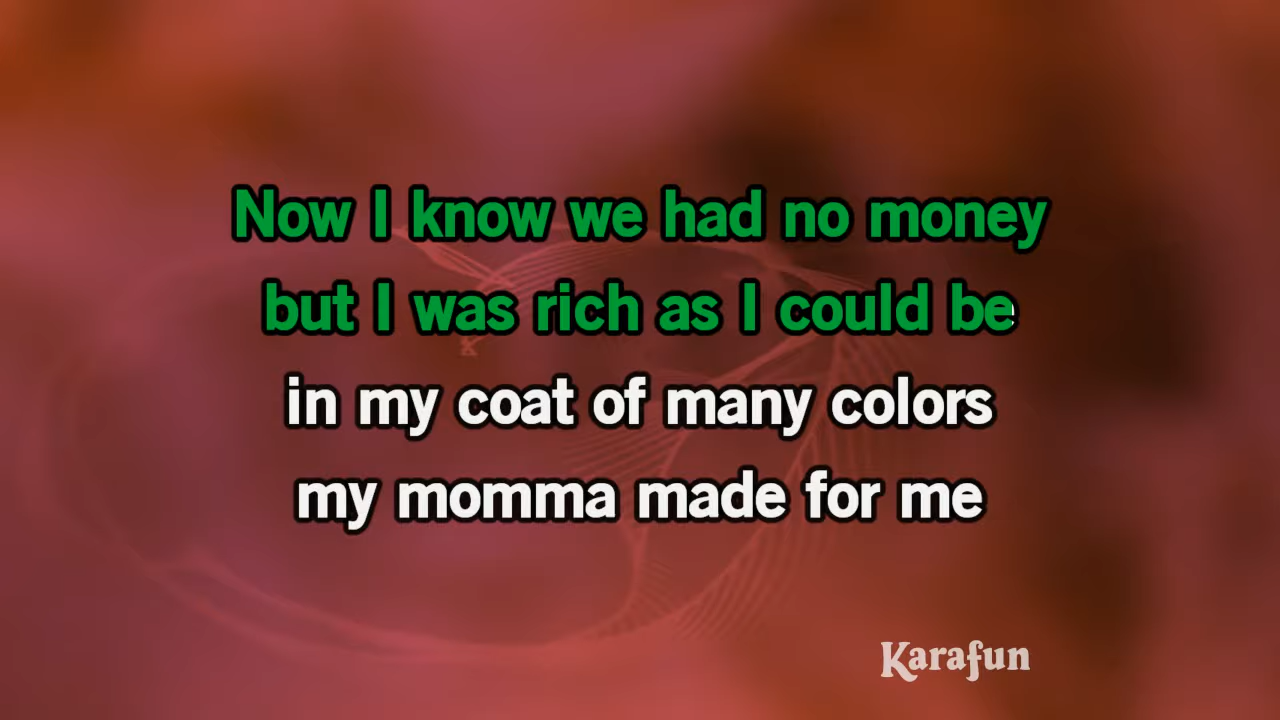 Now I know we had no money
but I was rich as I could be
in my coat of many colors
my momma made for me
Karafun